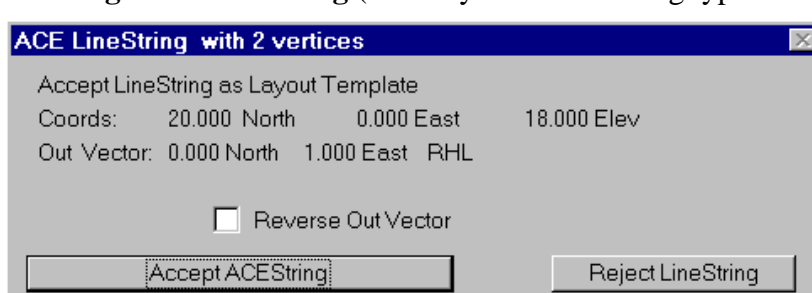 ACE LineString with 2 vertices
Accept LineString as Layout Template
Coords: 20.000 North 0.000 East 18.000 Elev
Out Vector: 0.000 North 1.000 East RHL
Reverse Out Vector
Accept ACEString Reject LineString